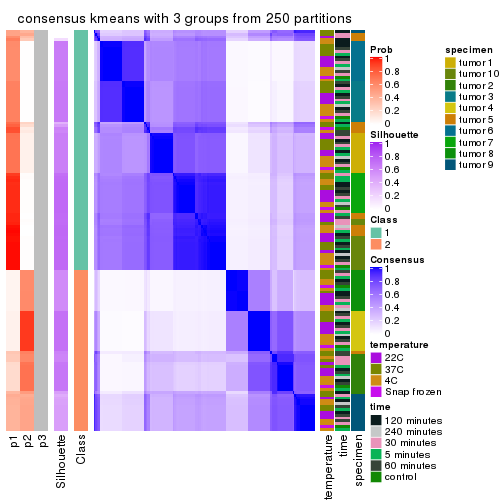 consensus kmeans with 3 groups from 250 partitions
Prob
0.8
0.6
0.4
0.2
0
Silhouette
1
0.8
0.6
0.4
0.2
0
Class
1
2
Consensus
1
0.8
0.6
0.4
0.2
0
temperature
22C
37C
4C
Snap frozen
time
120 minutes
240 minutes
30 minutes
5 minutes
60 minutes
control
specimen
tumor 1
tumor 10
tumor 2
tumor 3
tumor 4
tumor 5
tumor 6
tumor 7
tumor 8
tumor 9
p1
p2
p3
Silhouette
Class
temperature
time
specimen